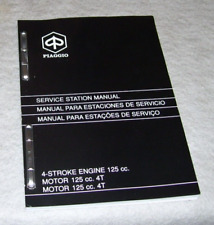 PIAGGIO
SERVICE STATION MANUAL
MANUAL PARA ESTACIONES DE SERVICIO
MANUAL PARA ESTAÇÕES DE SERVIÇO
4-STROKE ENGINE 125 cc.
MOTOR 125 cc. 4T
MOTOR 125 cc. 4T